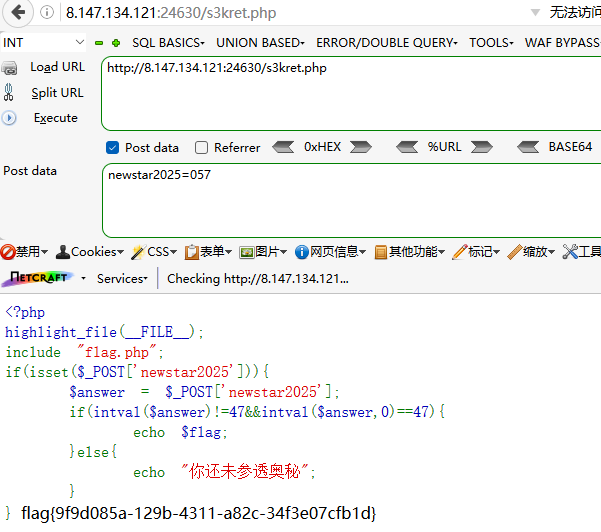 8.147.134.121:24630/s3kret.php 无法访问
INT SQL BASICS UNION BASED ERROR/DOUBLE QUERY TOOLS WAF BYPASS
Load URL
http://8.147.134.121:24630/s3kret.php
Split URL
Execute
Post data Referrer 0xHEX %URL BASE64
Post data
newstar2025=057
禁用 Cookies CSS 表单 图片 网页信息 其他功能 标记 缩放 工具
NETCRAFT Services Checking http://8.147.134.121...
<?php
highlight_file(__FILE__);
include "flag.php";
if(isset($_POST['newstar2025'])){
$answer = $_POST['newstar2025'];
if(intval($answer)!=47&&intval($answer,0)==47){
echo $flag;
}else{
echo "你还未参透奥秘";
}
} flag{9f9d085a-129b-4311-a82c-34f3e07cfb1d}